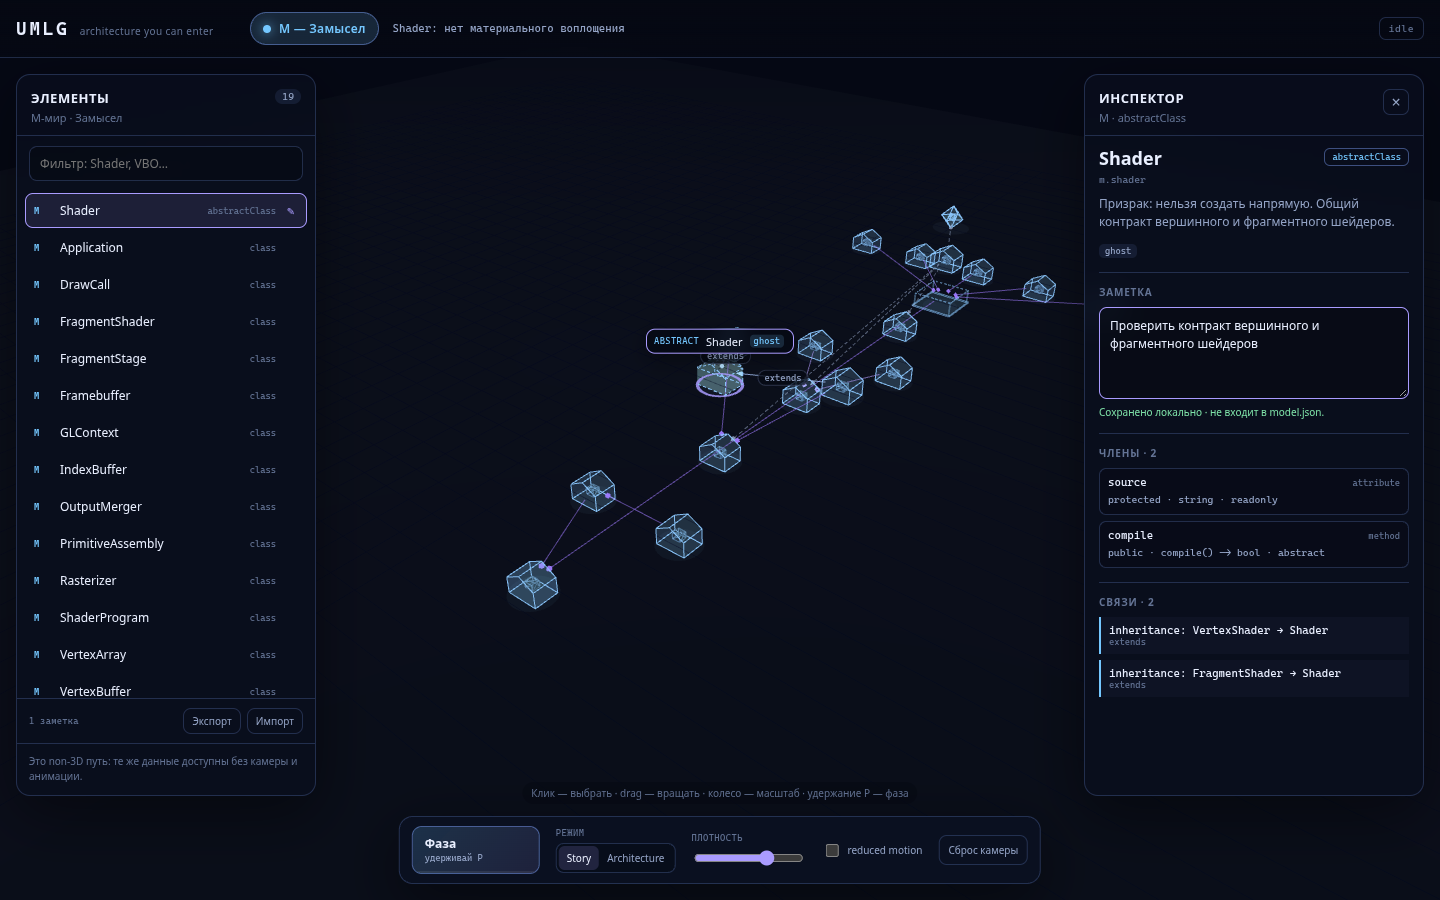 UMLG architecture you can enter
M — Замысел
Shader: нет материального воплощения
idle
ЭЛЕМЕНТЫ
19
М-мир · Замысел
Фильтр: Shader, VBO...
M Shader abstractClass ✎
M Application class
M DrawCall class
M FragmentShader class
M FragmentStage class
M Framebuffer class
M GLContext class
M IndexBuffer class
M OutputMerger class
M PrimitiveAssembly class
M Rasterizer class
M ShaderProgram class
M VertexArray class
M VertexBuffer class
1 заметка
Экспорт
Импорт
Это non-3D путь: те же данные доступны без камеры и
анимации.
ABSTRACT Shader ghost
extends
extends
Клик — выбрать · drag — вращать · колесо — масштаб · удержание P — фаза
Фаза
удерживай P
РЕЖИМ
Story
Architecture
ПЛОТНОСТЬ
reduced motion
Сброс камеры
ИНСПЕКТОР
×
M · abstractClass
Shader
abstractClass
m.shader
Призрак: нельзя создать напрямую. Общий
контракт вершинного и фрагментного шейдеров.
ghost
ЗАМЕТКА
Проверить контракт вершинного и
фрагментного шейдеров
Сохранено локально · не входит в model.json.
ЧЛЕНЫ · 2
source attribute
protected · string · readonly
compile method
public · compile() → bool · abstract
СВЯЗИ · 2
inheritance: VertexShader → Shader
extends
inheritance: FragmentShader → Shader
extends